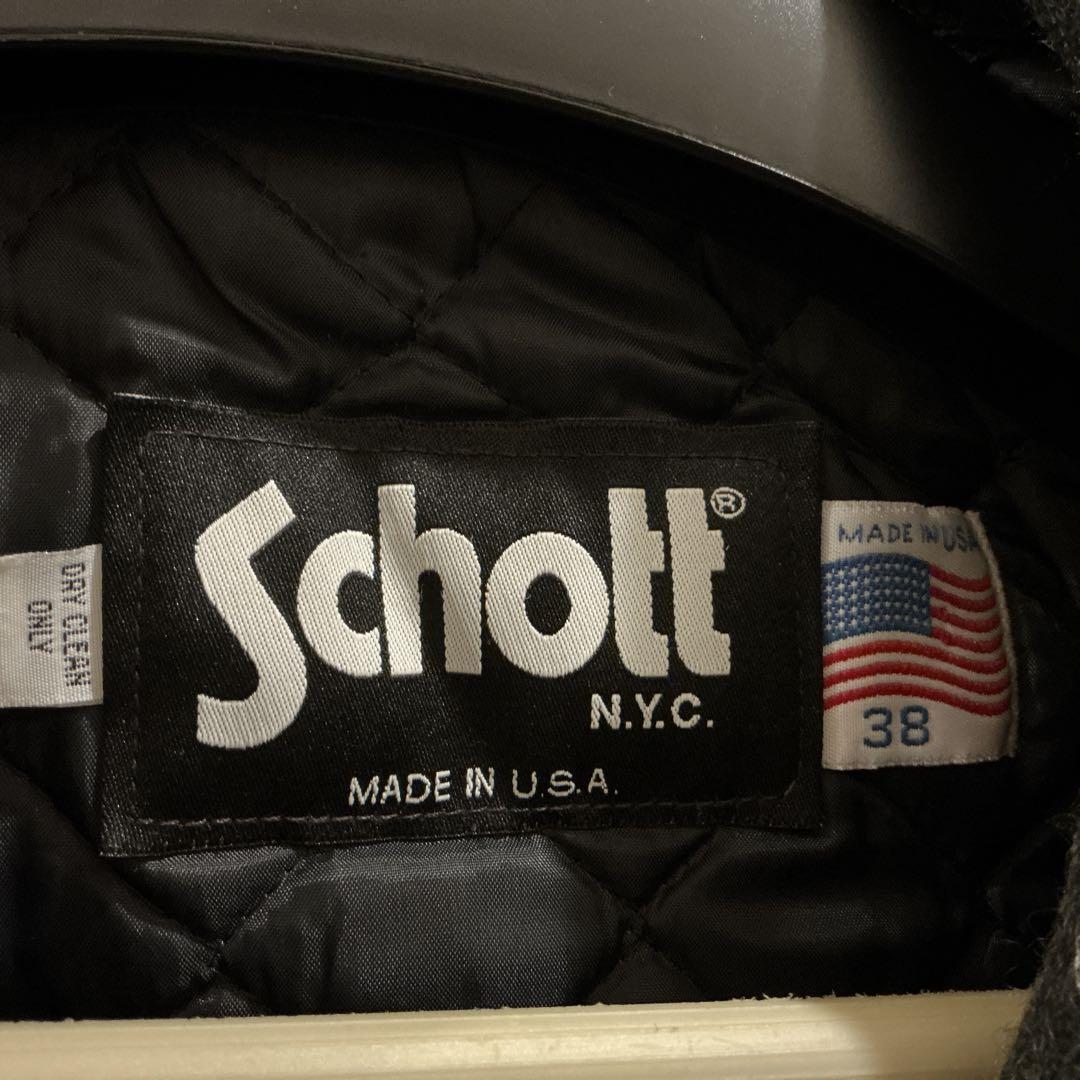 DRY CLEAN
ONLY
Schott®
N.Y.C.
MADE IN U.S.A.
MADE IN USA
38